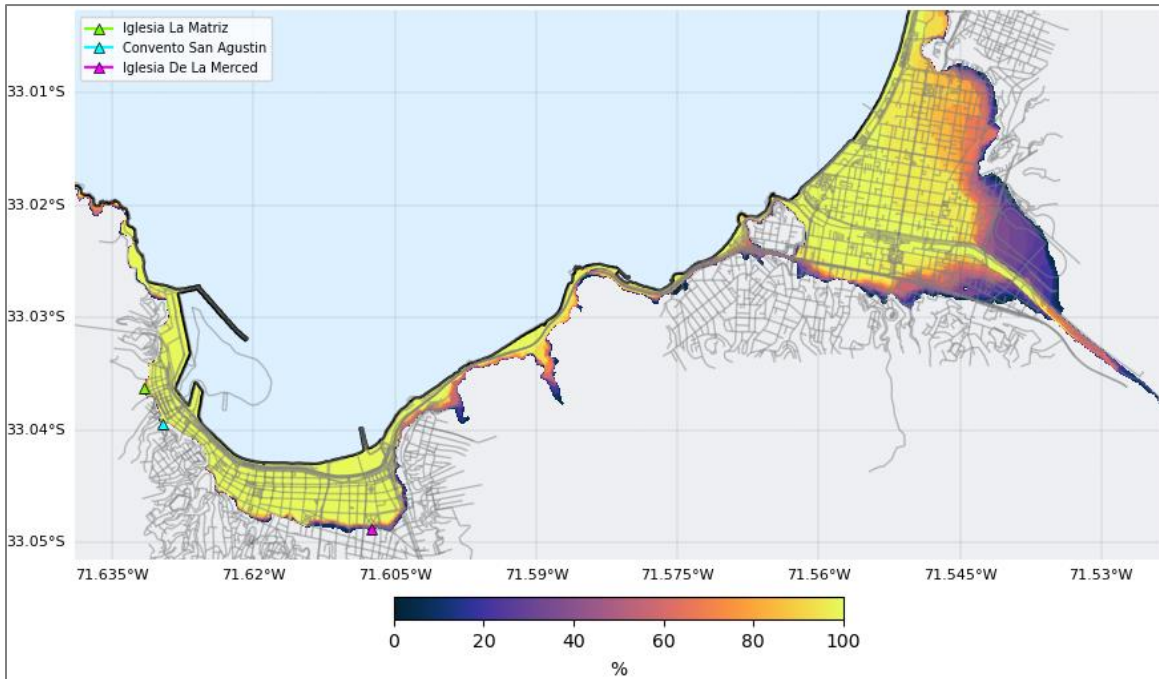 Iglesia La Matriz
Convento San Agustin
Iglesia De La Merced
33.01°S
33.02°S
33.03°S
33.04°S
33.05°S
71.635°W 71.62°W 71.605°W 71.59°W 71.575°W 71.56°W 71.545°W 71.53°W
0 20 40 60 80 100
%